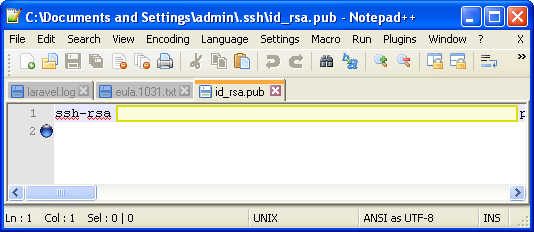 C:\Documents and Settings\admin\.ssh\id_rsa.pub - Notepad++
File Edit Search View Encoding Language Settings Macro Run Plugins Window ? X
laravel.log eula.1031.txt id_rsa.pub
1 ssh-rsa p
2
Ln : 1 Col : 1 Sel : 0 | 0 UNIX ANSI as UTF-8 INS